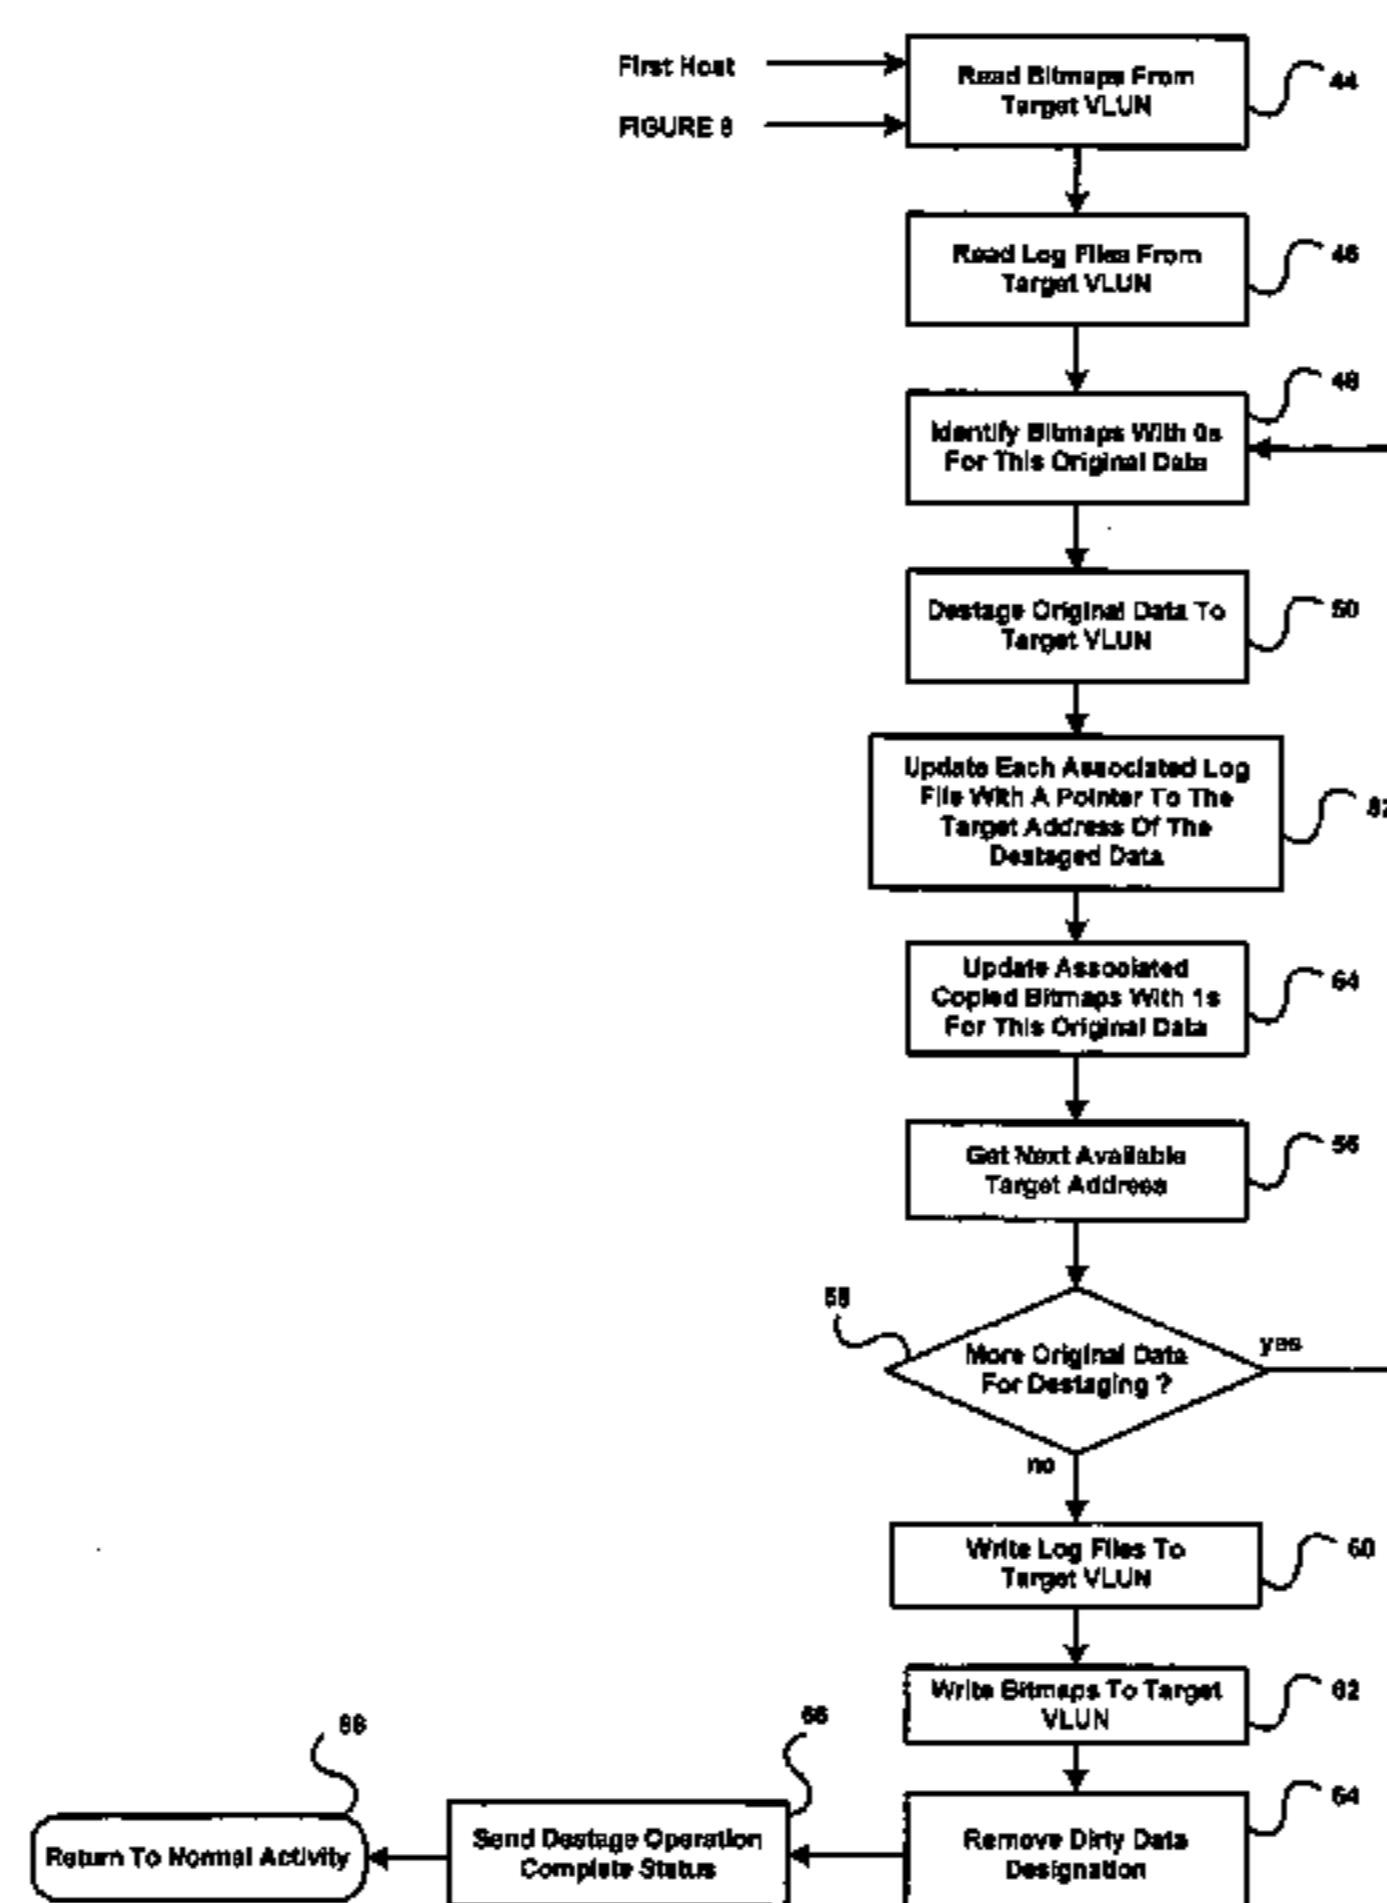 First Host
FIGURE 8
Read Bitmaps From
Target VLUN
44
Read Log Files From
Target VLUN
46
48
Identify Bitmaps With 0s
For This Original Data
Destage Original Data To
Target VLUN
50
Update Each Associated Log
File With A Pointer To The
Target Address Of The
Destaged Data
52
Update Associated
Copied Bitmaps With 1s
For This Original Data
54
Get Next Available
Target Address
56
58
More Original Data
For Destaging ?
yes
no
Write Log Files To
Target VLUN
60
Write Bitmaps To Target
VLUN
62
Remove Dirty Data
Designation
64
66
Send Destage Operation
Complete Status
68
Return To Normal Activity